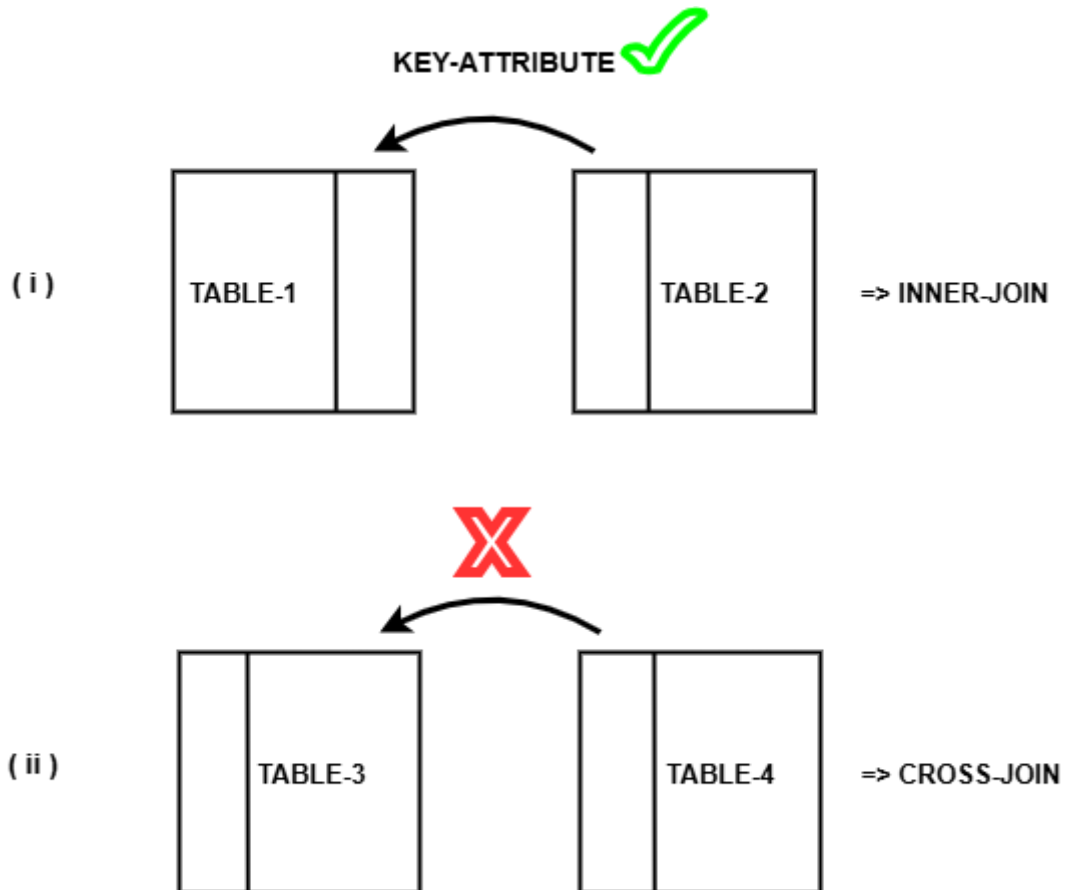 KEY-ATTRIBUTE
( i )
TABLE-1
TABLE-2
=> INNER-JOIN
X
( ii )
TABLE-3
TABLE-4
=> CROSS-JOIN